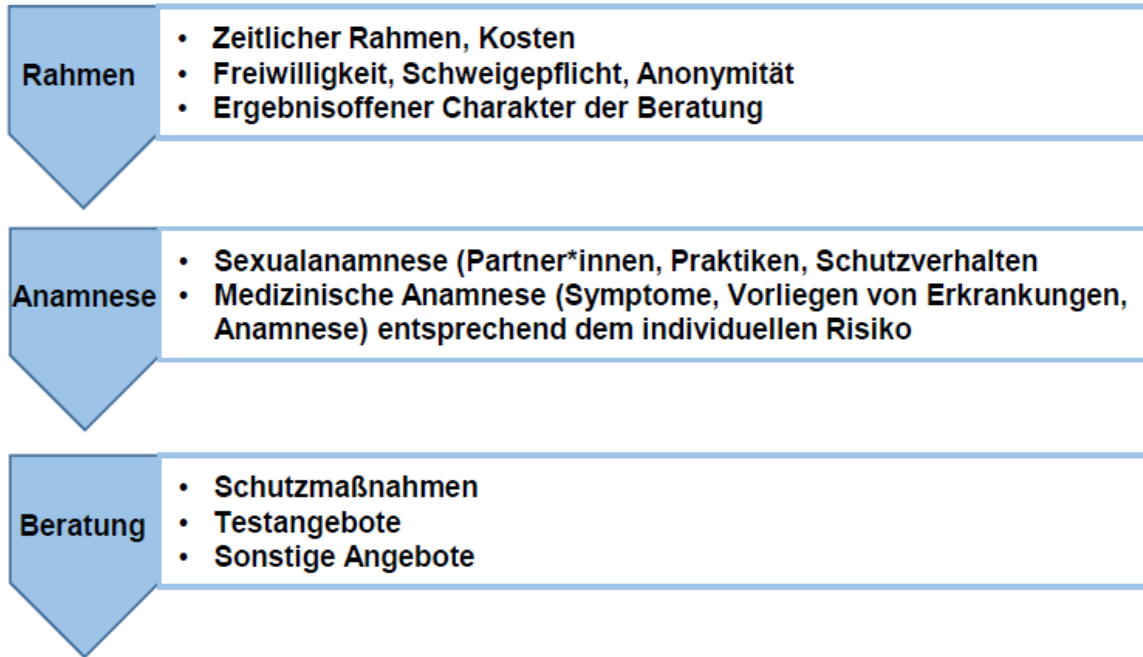 Rahmen
• Zeitlicher Rahmen, Kosten
• Freiwilligkeit, Schweigepflicht, Anonymität
• Ergebnisoffener Charakter der Beratung
Anamnese
• Sexualanamnese (Partner*innen, Praktiken, Schutzverhalten
• Medizinische Anamnese (Symptome, Vorliegen von Erkrankungen,
Anamnese) entsprechend dem individuellen Risiko
Beratung
• Schutzmaßnahmen
• Testangebote
• Sonstige Angebote